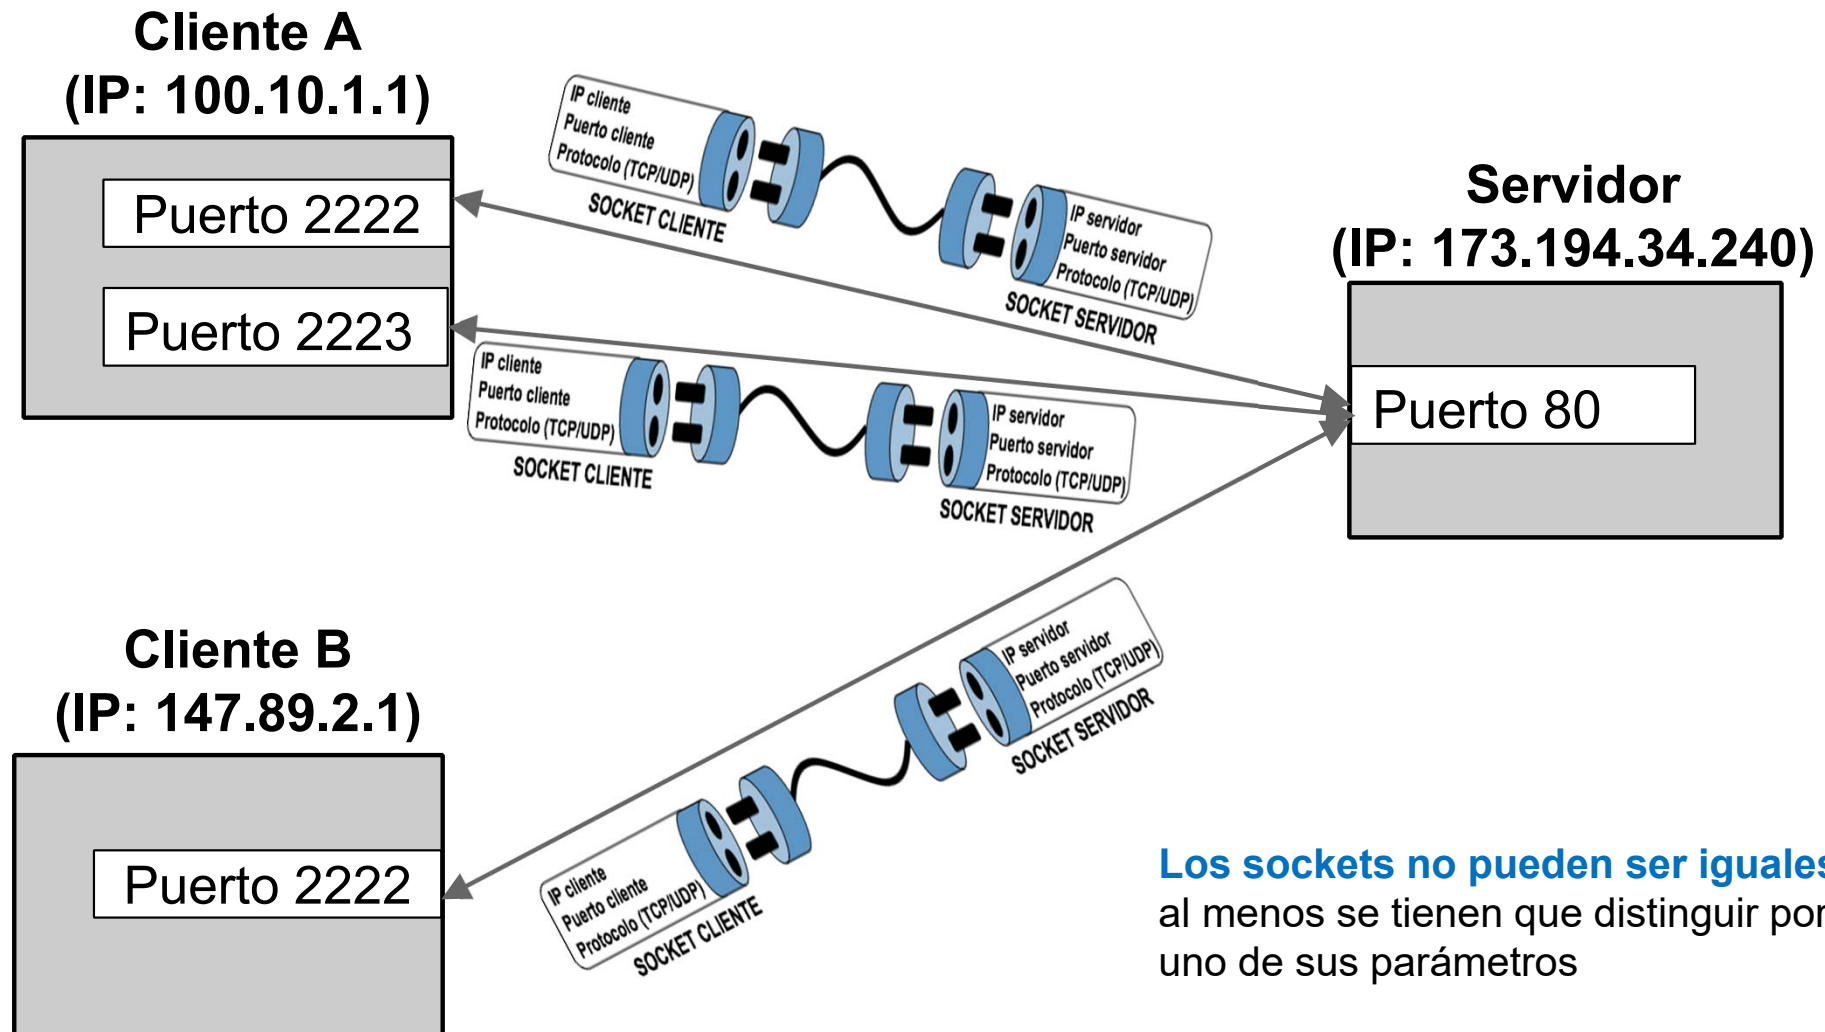 Cliente A
(IP: 100.10.1.1)
Puerto 2222
Puerto 2223
IP cliente
Puerto cliente
Protocolo (TCP/UDP)
SOCKET CLIENTE
IP servidor
Puerto servidor
Protocolo (TCP/UDP)
SOCKET SERVIDOR
Servidor
(IP: 173.194.34.240)
Puerto 80
IP cliente
Puerto cliente
Protocolo (TCP/UDP)
SOCKET CLIENTE
IP servidor
Puerto servidor
Protocolo (TCP/UDP)
SOCKET SERVIDOR
Cliente B
(IP: 147.89.2.1)
Puerto 2222
IP cliente
Puerto cliente
Protocolo (TCP/UDP)
SOCKET CLIENTE
IP servidor
Puerto servidor
Protocolo (TCP/UDP)
SOCKET SERVIDOR
Los sockets no pueden ser iguales
al menos se tienen que distinguir por
uno de sus parámetros